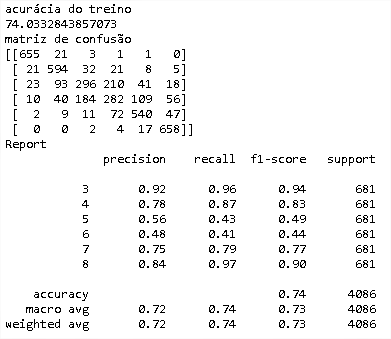 acurácia do treino
74.0332843857073
matriz de confusão
[[655 21 3 1 1 0]
[ 21 594 32 21 8 5]
[ 23 93 296 210 41 18]
[ 10 40 184 282 109 56]
[ 2 9 11 72 540 47]
[ 0 0 2 4 17 658]]
Report
precision recall f1-score support
3 0.92 0.96 0.94 681
4 0.78 0.87 0.83 681
5 0.56 0.43 0.49 681
6 0.48 0.41 0.44 681
7 0.75 0.79 0.77 681
8 0.84 0.97 0.90 681
accuracy 0.74 4086
macro avg 0.72 0.74 0.73 4086
weighted avg 0.72 0.74 0.73 4086